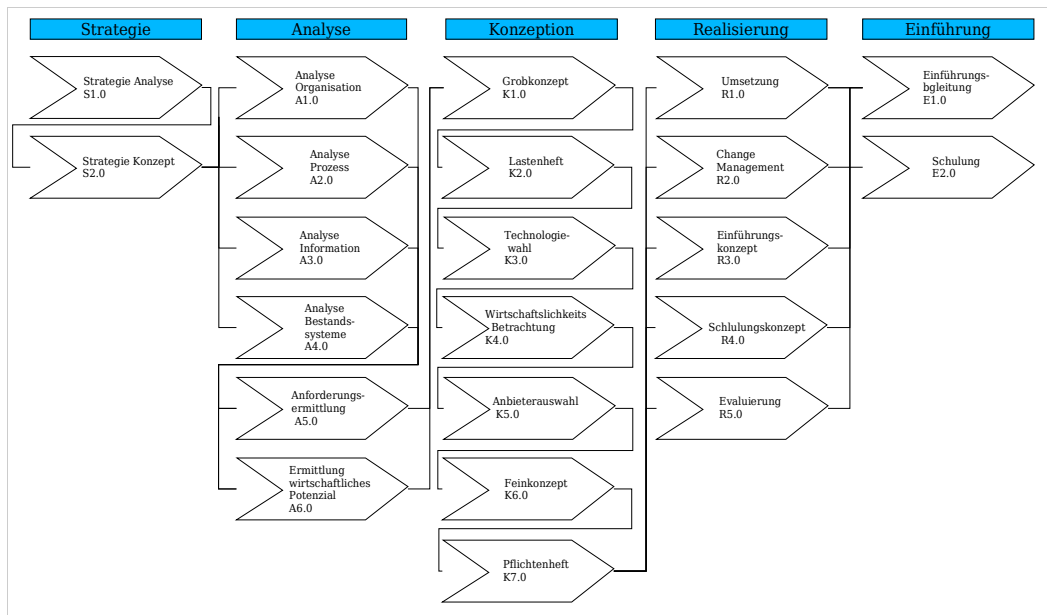 Strategie
Analyse
Konzeption
Realisierung
Einführung
Strategie Analyse
S1.0
Strategie Konzept
S2.0
Analyse
Organisation
A1.0
Analyse
Prozess
A2.0
Analyse
Information
A3.0
Analyse
Bestands-
systeme
A4.0
Anforderungs-
ermittlung
A5.0
Ermittlung
wirtschaftliches
Potenzial
A6.0
Grobkonzept
K1.0
Lastenheft
K2.0
Technologie-
wahl
K3.0
Wirtschaftslichkeits
Betrachtung
K4.0
Anbieterauswahl
K5.0
Feinkonzept
K6.0
Pflichtenheft
K7.0
Umsetzung
R1.0
Change
Management
R2.0
Einführungs-
konzept
R3.0
Schlulungskonzept
R4.0
Evaluierung
R5.0
Einführungs-
bgleitung
E1.0
Schulung
E2.0